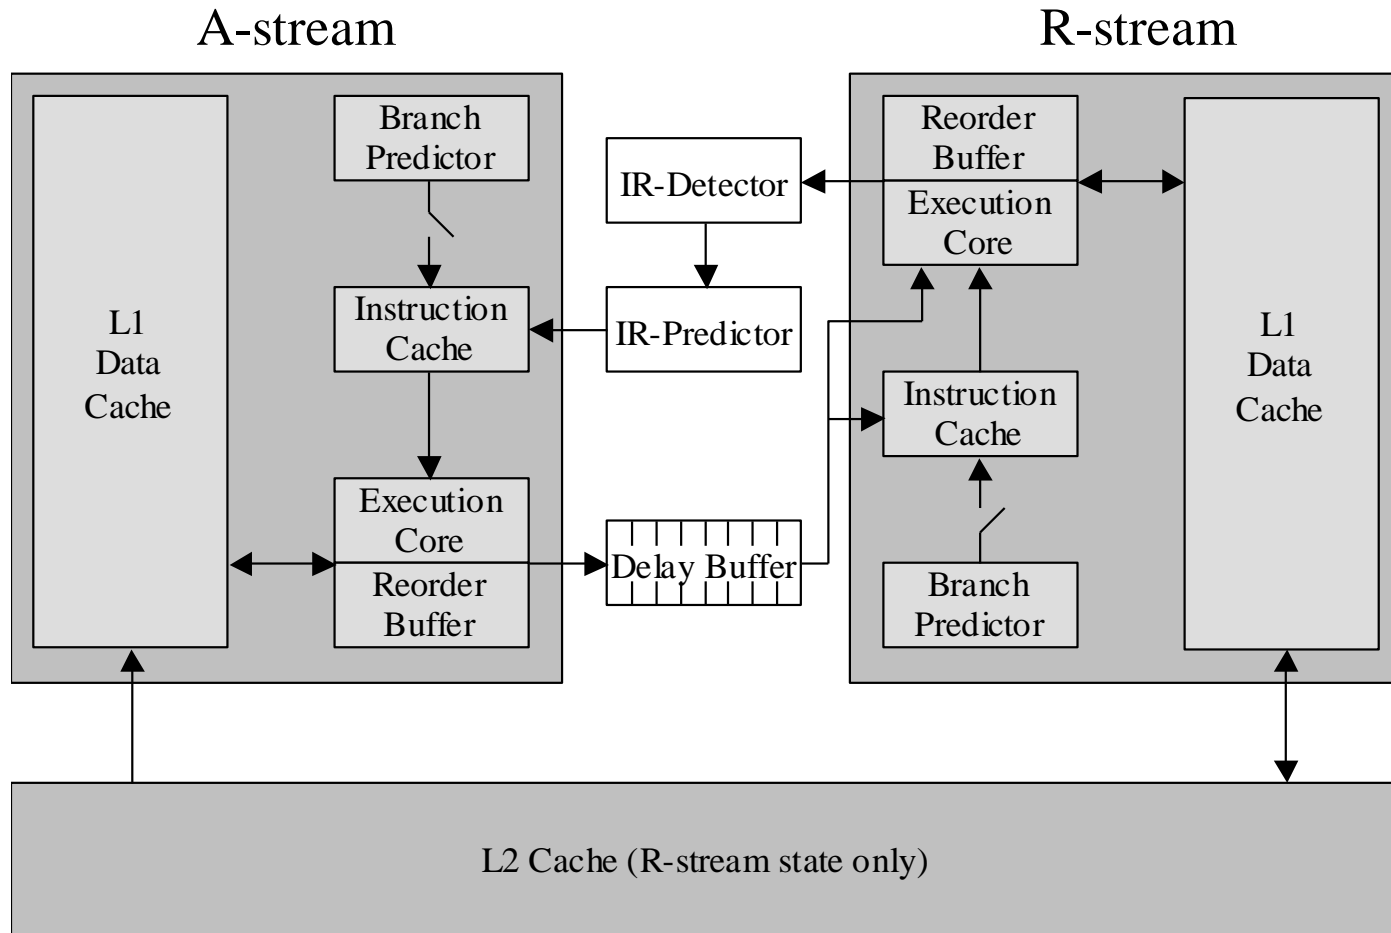 A-stream
R-stream
L1
Data
Cache
Branch
Predictor
Instruction
Cache
Execution
Core
Reorder
Buffer
IR-Detector
IR-Predictor
Delay Buffer
Reorder
Buffer
Execution
Core
Instruction
Cache
Branch
Predictor
L1
Data
Cache
L2 Cache (R-stream state only)